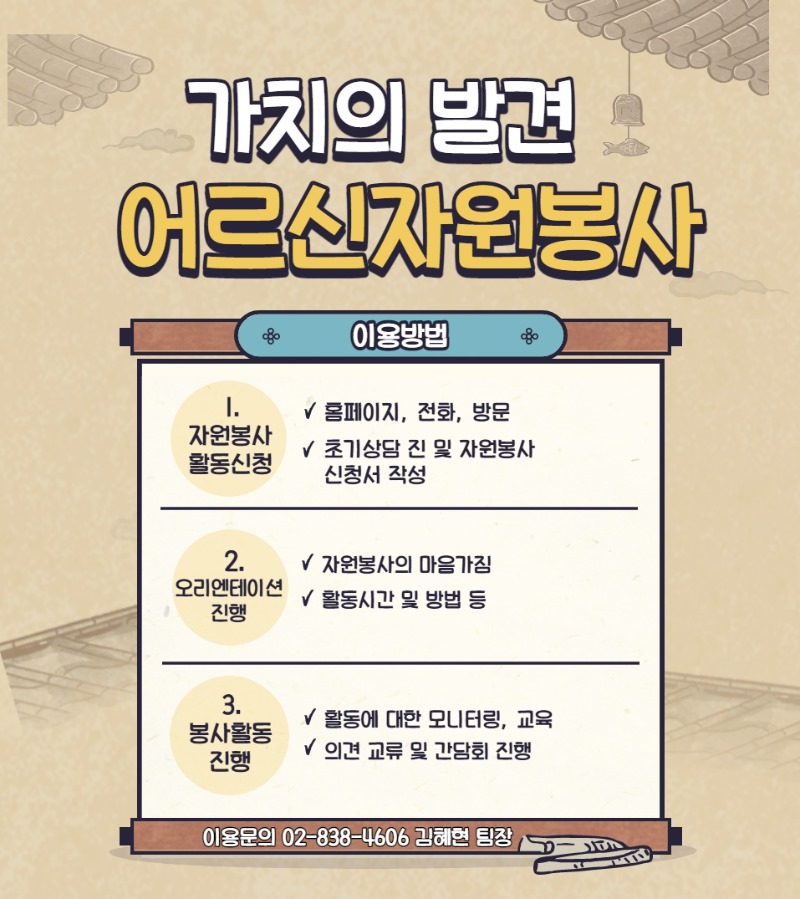 가치의 발견
어르신자원봉사
이용방법
1.
자원봉사
활동신청
✓ 홈페이지, 전화, 방문
✓ 초기상담 진 및 자원봉사
신청서 작성
2.
오리엔테이션
진행
✓ 자원봉사의 마음가짐
✓ 활동시간 및 방법 등
3.
봉사활동
진행
✓ 활동에 대한 모니터링, 교육
✓ 의견 교류 및 간담회 진행
이용문의 02-838-4606 김혜현 팀장